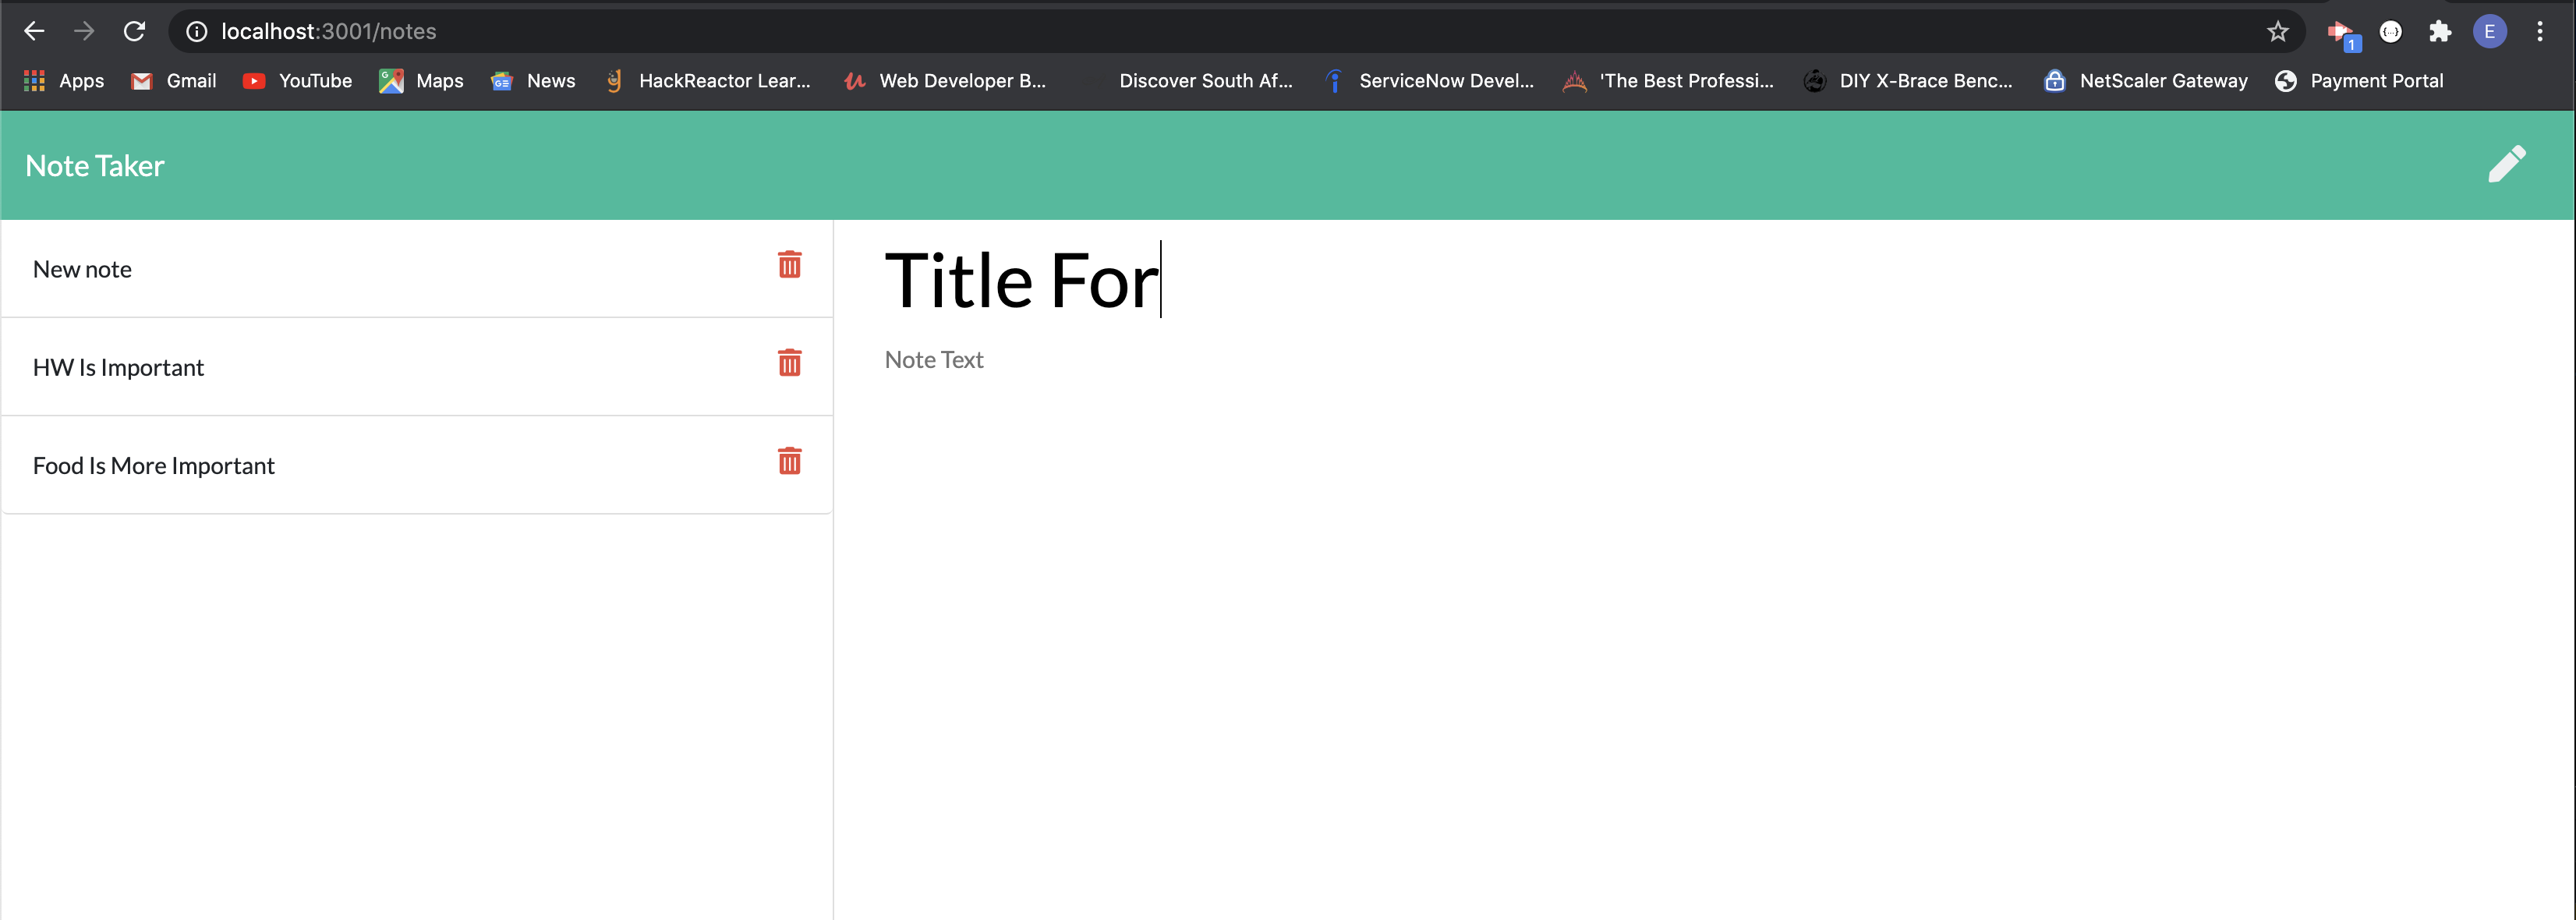 localhost:3001/notes
1
E
Apps Gmail YouTube Maps News HackReactor Lear... Web Developer B... Discover South Af... ServiceNow Devel... 'The Best Professi... DIY X-Brace Benc... NetScaler Gateway Payment Portal
Note Taker
New note
HW Is Important
Food Is More Important
Title For
Note Text